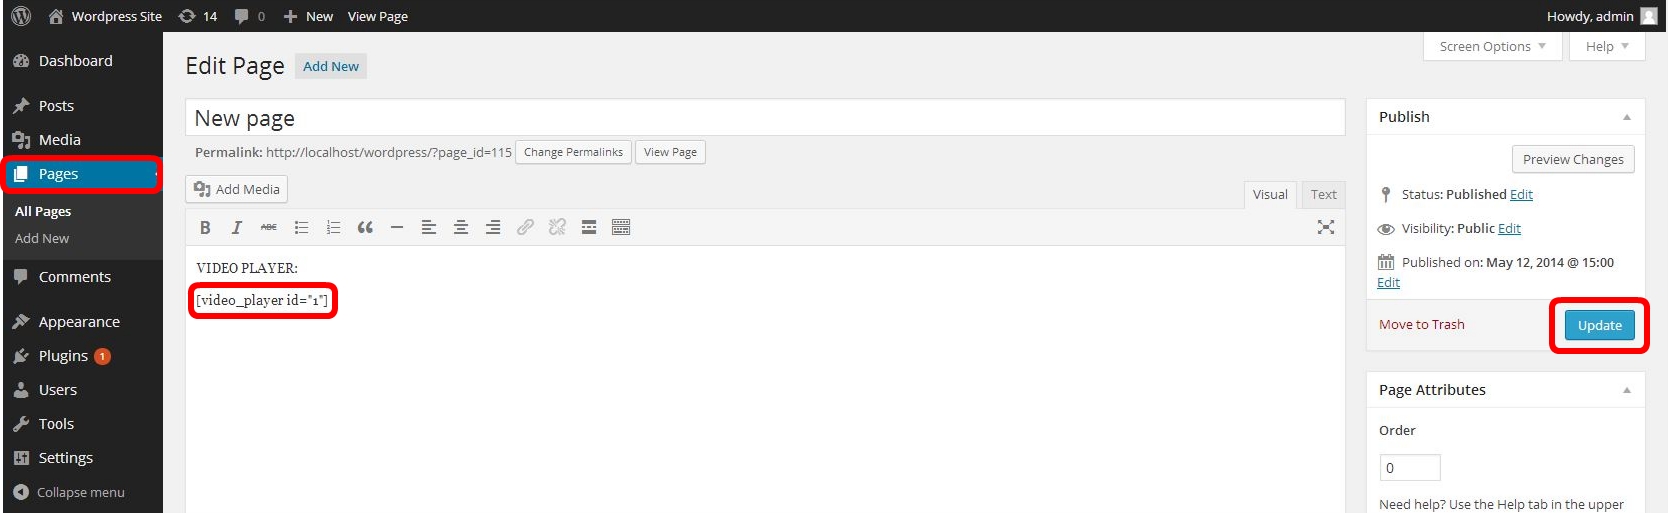 Wordpress Site 14 0 New View Page Howdy, admin
Dashboard
Posts
Media
Pages
All Pages
Add New
Comments
Appearance
Plugins 1
Users
Tools
Settings
Collapse menu
Screen Options Help
Edit Page Add New
New page
Permalink: http://localhost/wordpress/?page_id=115 Change Permalinks View Page
Add Media
Visual Text
B I ABC
VIDEO PLAYER:
[video_player id="1"]
Publish
Preview Changes
Status: Published Edit
Visibility: Public Edit
Published on: May 12, 2014 @ 15:00
Edit
Move to Trash Update
Page Attributes
Order
0
Need help? Use the Help tab in the upper